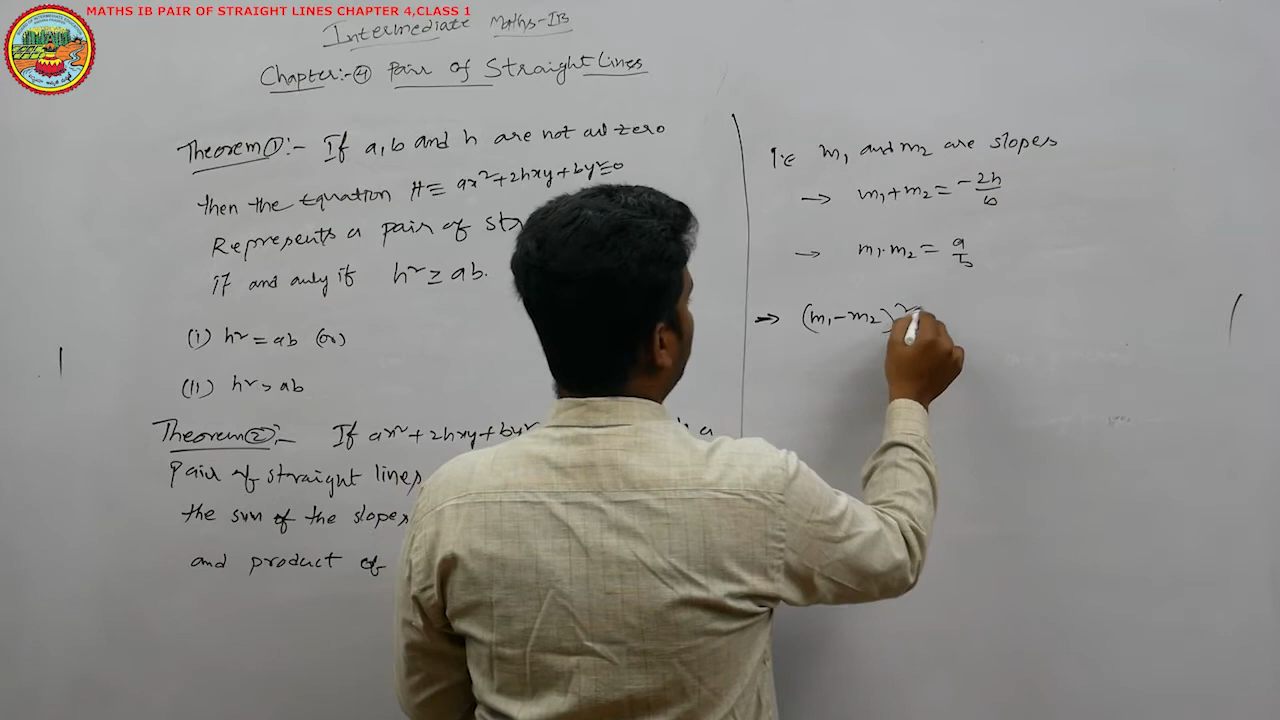 MATHS IB PAIR OF STRAIGHT LINES CHAPTER 4,CLASS 1
Intermediate Maths-IB
Chapter:-④ Pair of Straight Lines
Theorem①:- If a,b and h are not all zero
then the Equation H≡ ax²+2hxy+by²=0
Represents a pair of str
if and only if h² ≥ ab.
(i) h² = ab (or)
(ii) h² > ab
Theorem②:- If ax²+2hxy+by²
pair of straight lines
the sum of the slopes
and product of
i.e m₁ and m₂ are slopes
→ m₁+m₂ = -2h/b
→ m₁.m₂ = a/b
→ (m₁-m₂)²